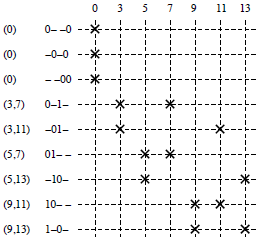 0 3 5 7 9 11 13
(0) 0– –0
(0) –0–0
(0) – –00
(3,7) 0–1–
(3,11) –01–
(5,7) 01– –
(5,13) –10–
(9,11) 10– –
(9,13) 1–0–